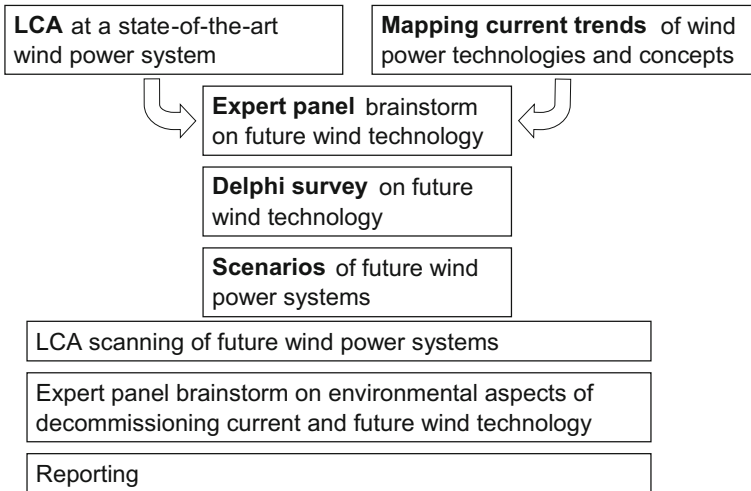 LCA at a state-of-the-art
wind power system
Mapping current trends of wind
power technologies and concepts
Expert panel brainstorm
on future wind technology
Delphi survey on future
wind technology
Scenarios of future wind
power systems
LCA scanning of future wind power systems
Expert panel brainstorm on environmental aspects of
decommissioning current and future wind technology
Reporting